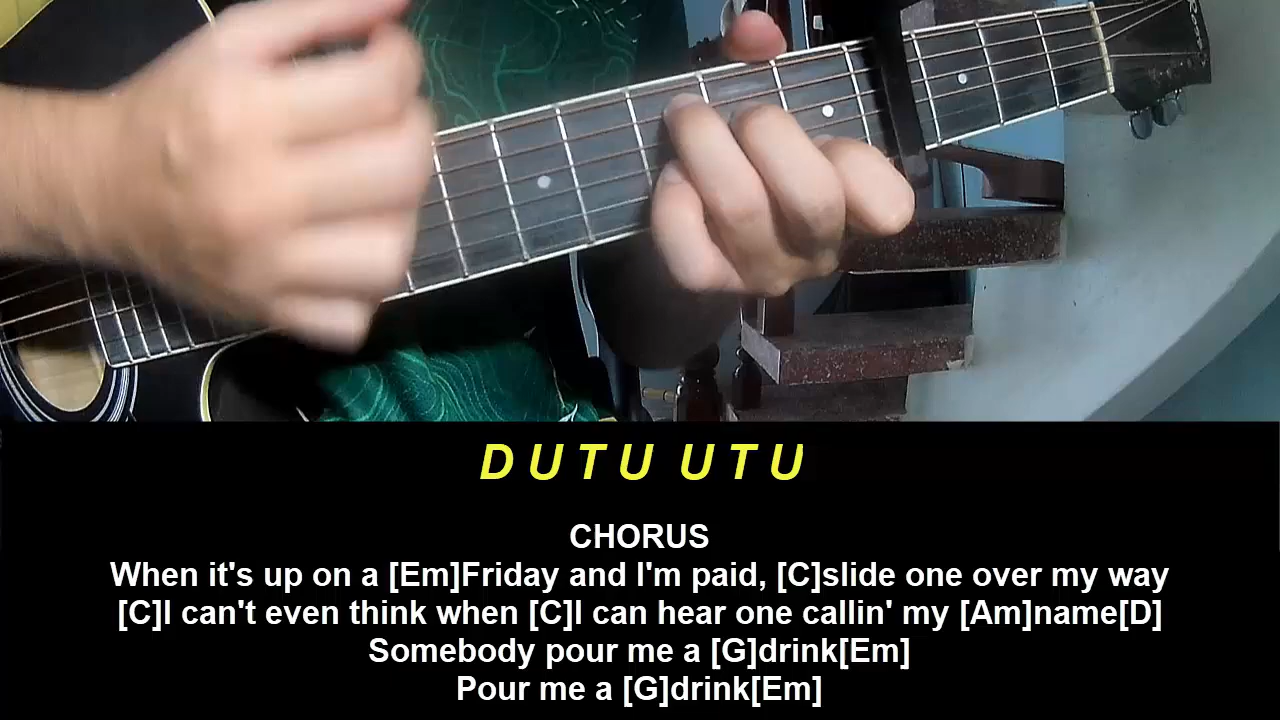 D U T U U T U
CHORUS
When it's up on a [Em]Friday and I'm paid, [C]slide one over my way
[C]I can't even think when [C]I can hear one callin' my [Am]name[D]
Somebody pour me a [G]drink[Em]
Pour me a [G]drink[Em]